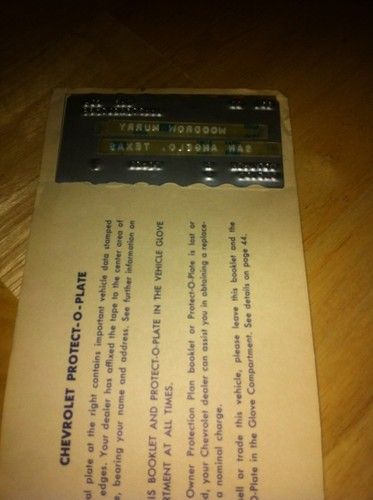 WOODROW MURRY
SAN ANGELO, TEXAS
CHEVROLET PROTECT-O-PLATE
plate at the right contains important vehicle data stamped
edges. Your dealer has affixed the tape to the center area of
bearing your name and address. See further information on
BOOKLET AND PROTECT-O-PLATE IN THE VEHICLE GLOVE
AT ALL TIMES.
Owner Protection Plan booklet or Protect-O-Plate is lost or
your Chevrolet dealer can assist you in obtaining a replace-
a nominal charge.
or trade this vehicle, please leave this booklet and the
Plate in the Glove Compartment. See details on page 44.